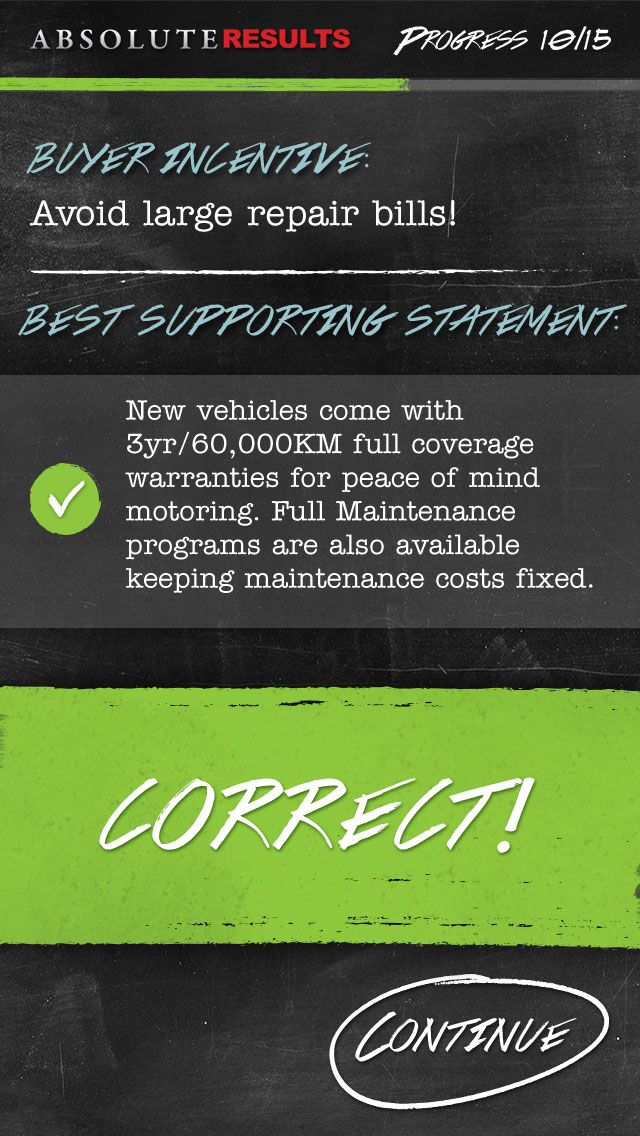 ABSOLUTERESULTS
PROGRESS 10/15
BUYER INCENTIVE:
Avoid large repair bills!
BEST SUPPORTING STATEMENT:
New vehicles come with
3yr/60,000KM full coverage
warranties for peace of mind
motoring. Full Maintenance
programs are also available
keeping maintenance costs fixed.
CORRECT!
CONTINUE